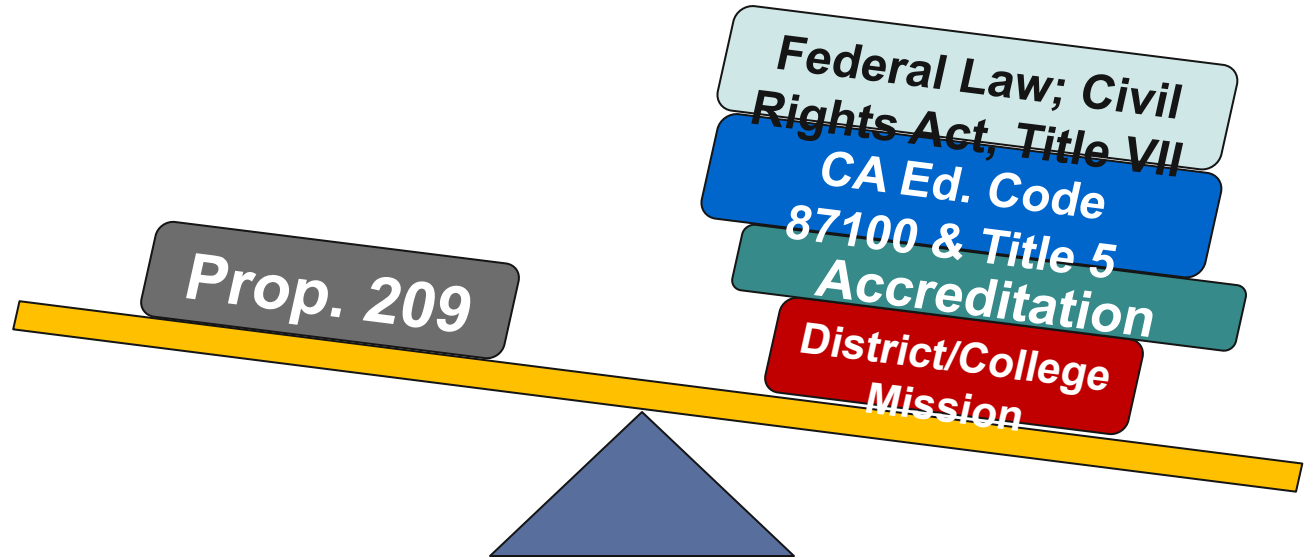 Prop. 209
Federal Law; Civil
Rights Act, Title VII
CA Ed. Code
87100 & Title 5
Accreditation
District/College
Mission